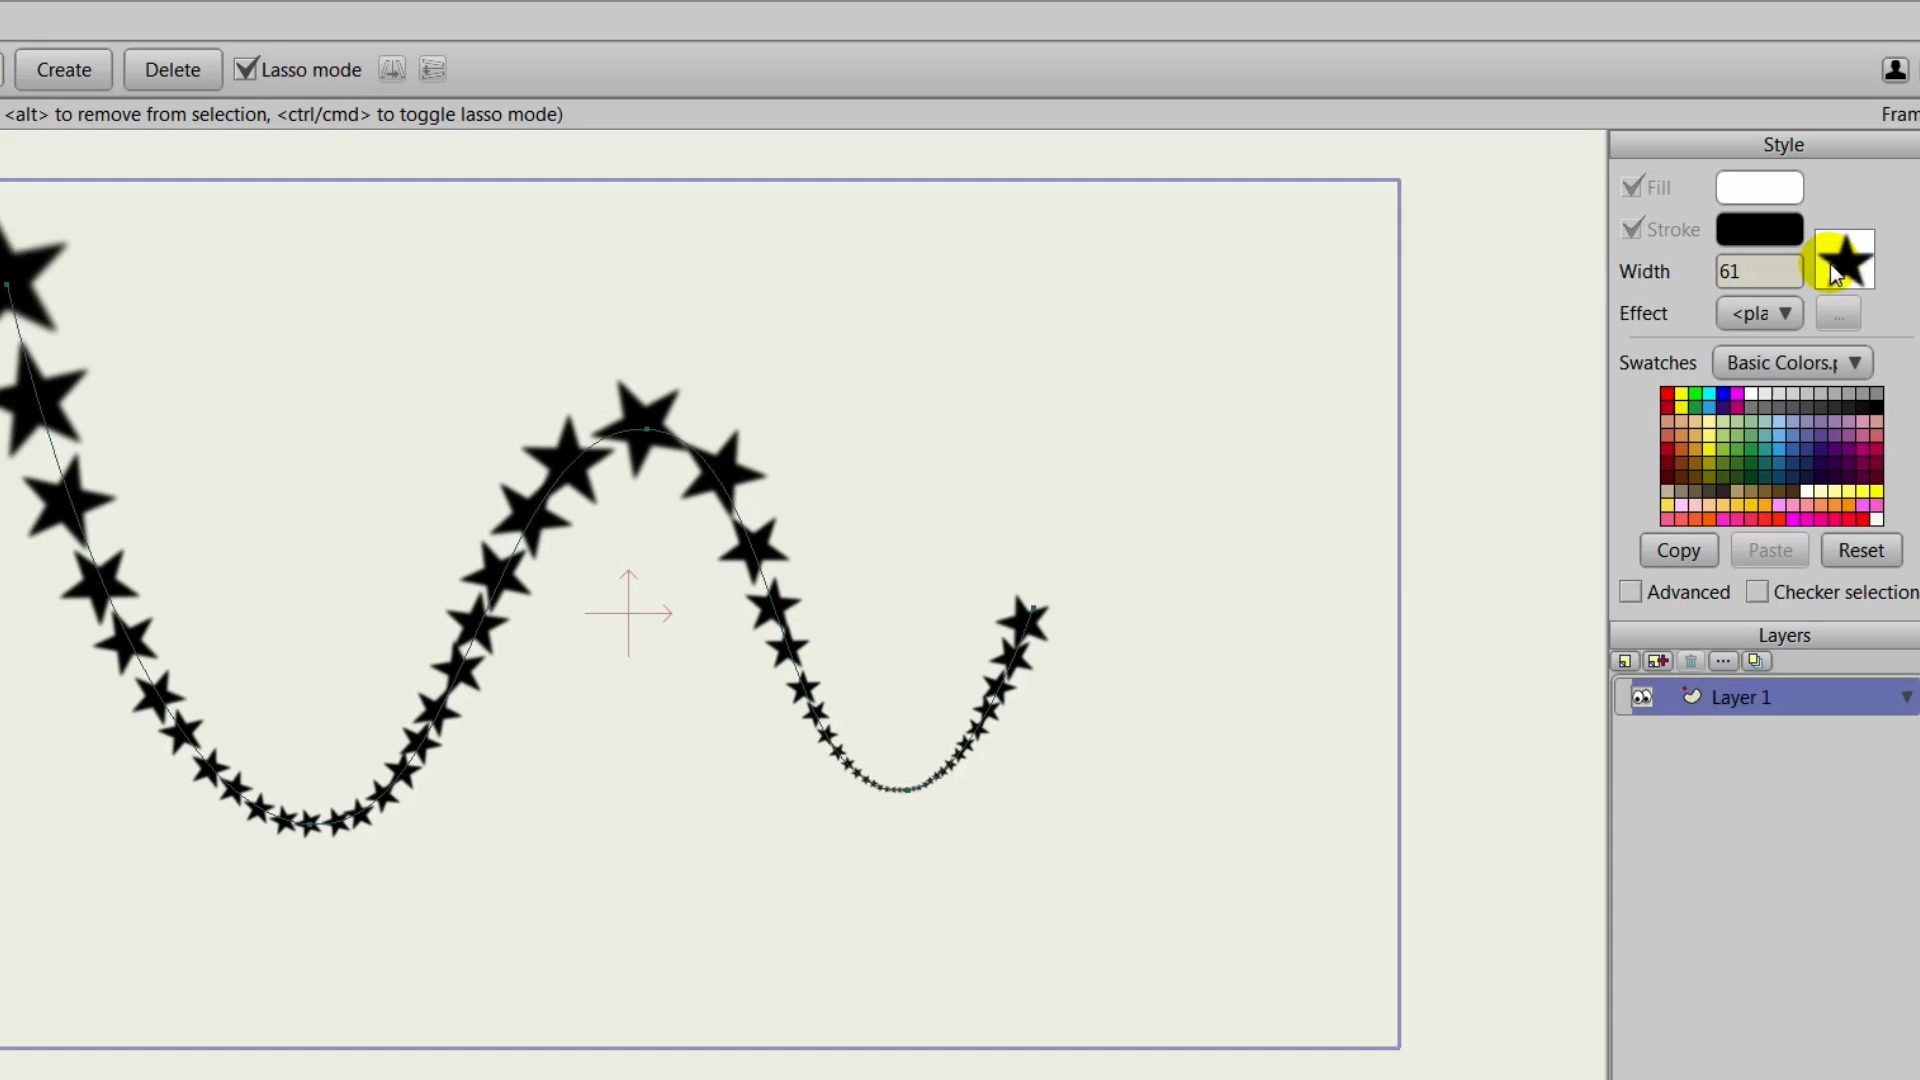 Create Delete Lasso mode
<alt> to remove from selection, <ctrl/cmd> to toggle lasso mode) Fram
Style
Fill
Stroke
Width 61
Effect <pla ...
Swatches Basic Colors.p
Copy Paste Reset
Advanced Checker selection
Layers
Layer 1